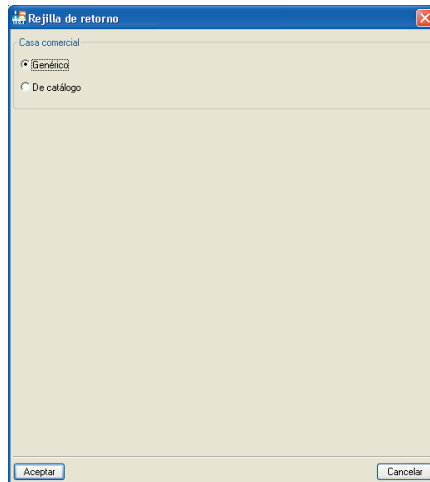 Rejilla de retorno
Casa comercial
Genérico
De catálogo
Aceptar
Cancelar